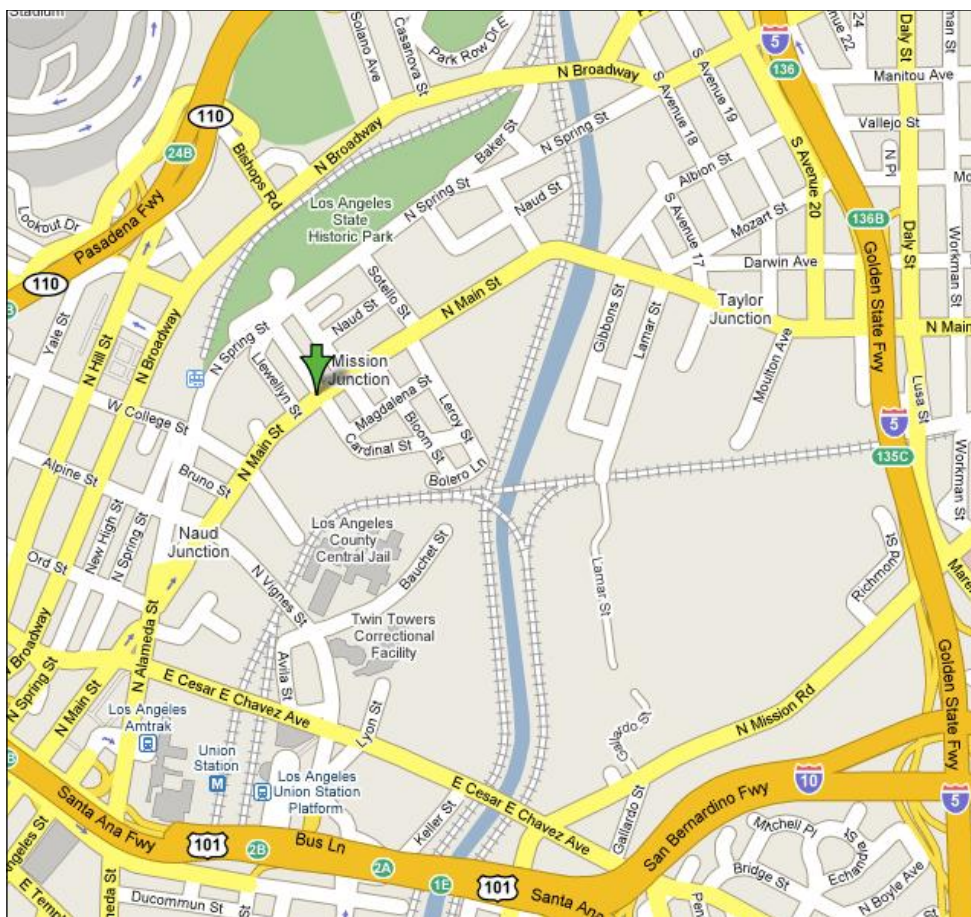 Stadium
Solano Ave
Casanova St
Park Row Dr E
5
136
Avenue 22
24
Daly St
Manitou Ave
N Broadway
110
24B
Bishops Rd
N Broadway
S Avenue 18
S Avenue 19
Vallejo St
N Pl
Baker St
N Spring St
Albion St
S Avenue 20
Lookout Dr
Pasadena Fwy
Los Angeles
State
Historic Park
N Spring St
Naud St
S Avenue 17
Mozart St
136B
Daly St
Workman St
Golden State Fwy
110
Darwin Ave
Yale St
N Hill St
N Broadway
Sotello St
Naud St
N Main St
Gibbons St
Lamar St
Taylor
Junction
N Main
N Spring St
Llewellyn St
Mission
Junction
Moulton Ave
Lusa St
W College St
N Main St
Magdalena St
Leroy St
Bloom St
Cardinal St
Bolero Ln
5
135C
Workman St
Alpine St
Bruno St
New High St
N Spring St
Naud
Junction
Los Angeles
County
Central Jail
Bauchet St
Lamar St
Richmond St
Ord St
N Vignes St
N Alameda St
Twin Towers
Correctional
Facility
N Broadway
N Spring St
N Main St
Avila St
E Cesar E Chavez Ave
Lyon St
Gallardo St
N Mission Rd
Golden State Fwy
Los Angeles
Amtrak
Union
Station
M
Los Angeles
Union Station
Platform
E Cesar E Chavez Ave
Keller St
Gallardo St
San Bernardino Fwy
10
5
Santa Ana Fwy
101
2B
Bus Ln
2A
1E
101
Santa Ana
Mitchell Pl
Echandia St
Bridge St
N Boyle Ave
Ducommun St